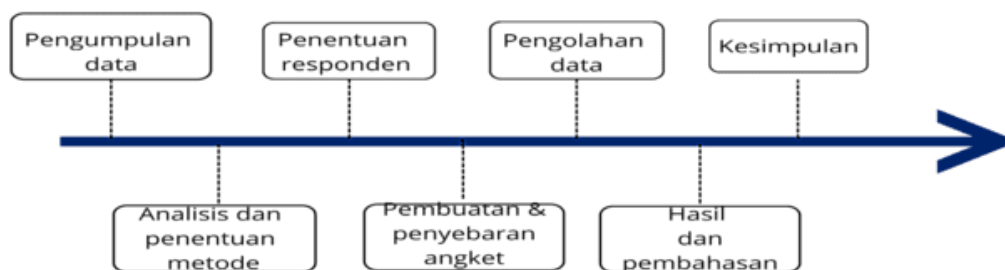 Pengumpulan
data
Penentuan
responden
Pengolahan
data
Kesimpulan
Analisis dan
penentuan
metode
Pembuatan &
penyebaran
angket
Hasil
dan
pembahasan